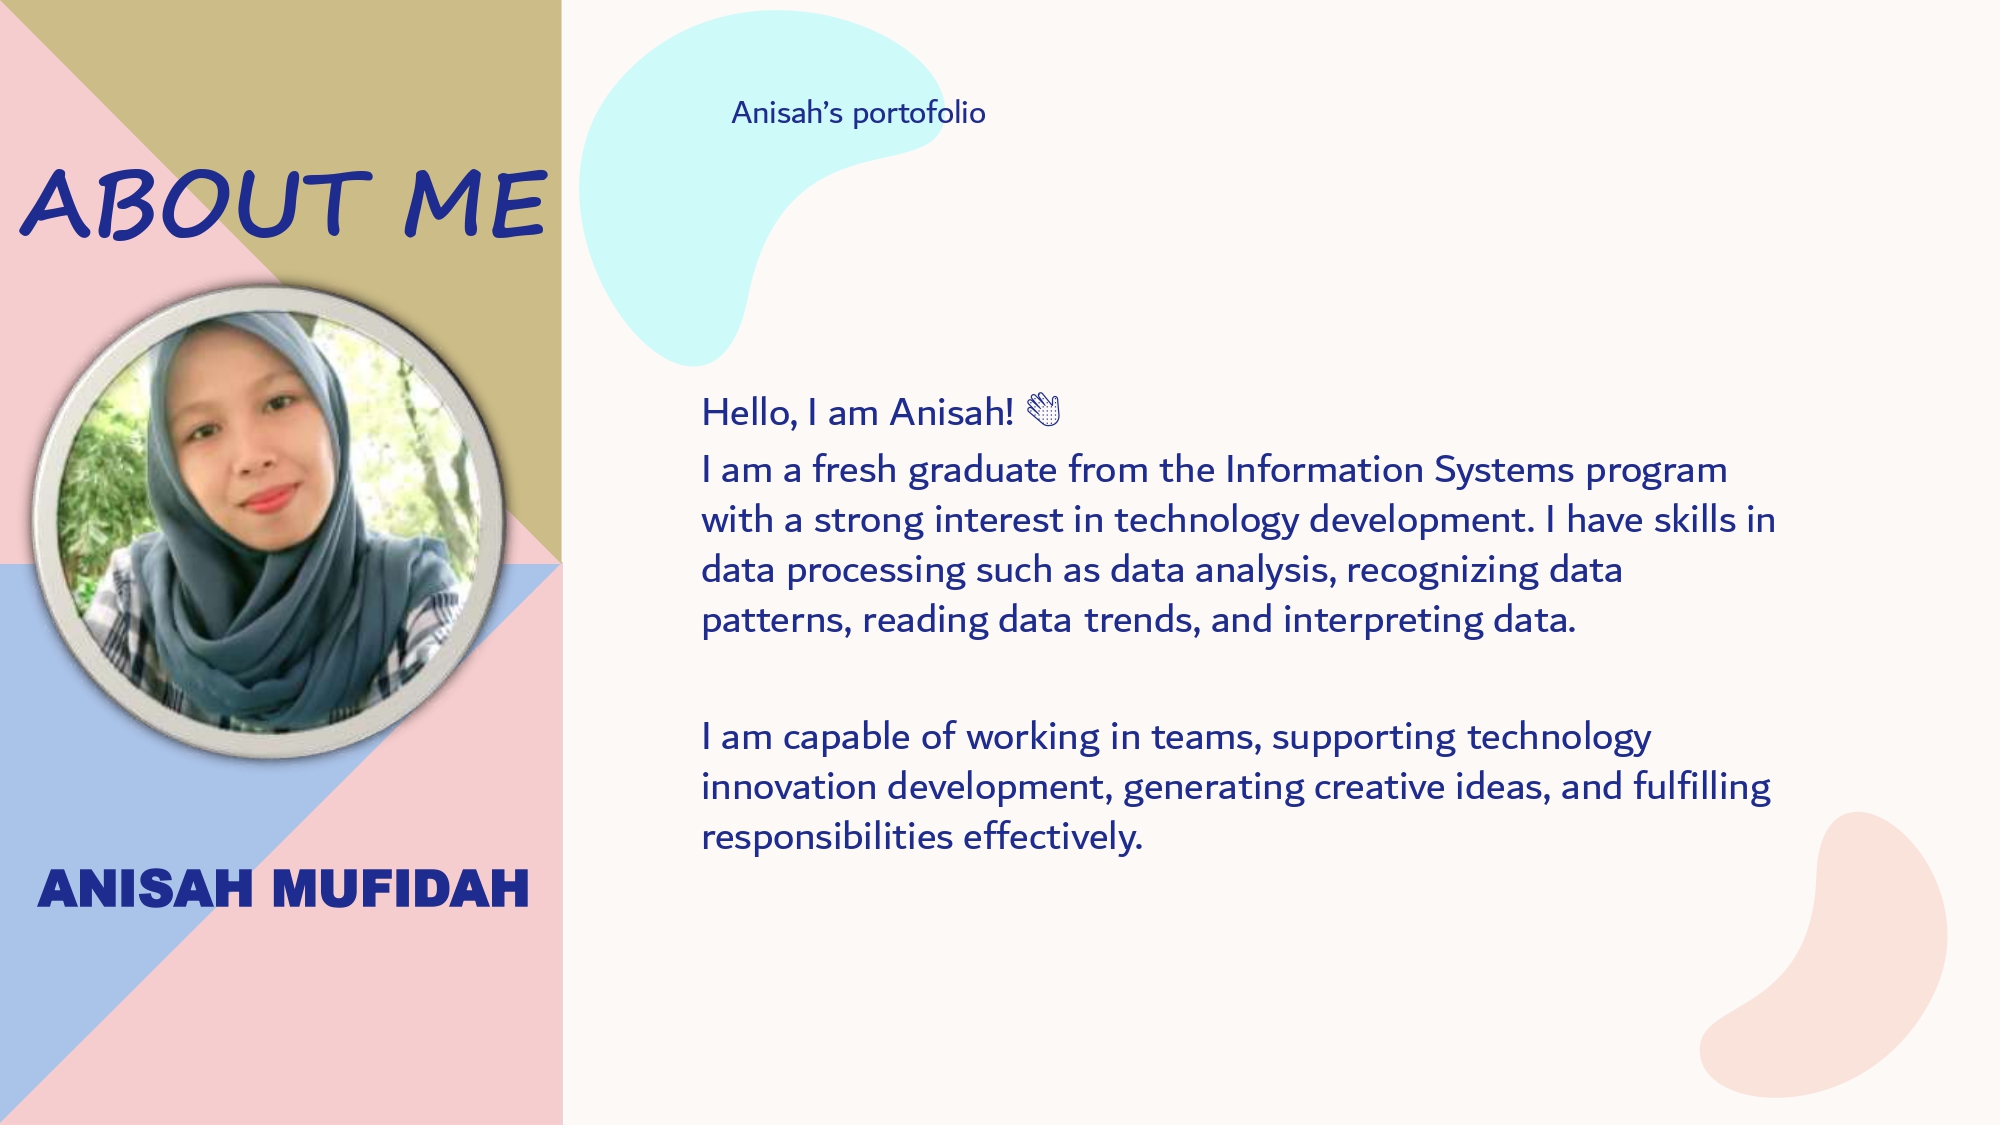 ABOUT ME
ANISAH MUFIDAH
Anisah’s portofolio
Hello, I am Anisah! 👋
I am a fresh graduate from the Information Systems program
with a strong interest in technology development. I have skills in
data processing such as data analysis, recognizing data
patterns, reading data trends, and interpreting data.
I am capable of working in teams, supporting technology
innovation development, generating creative ideas, and fulfilling
responsibilities effectively.